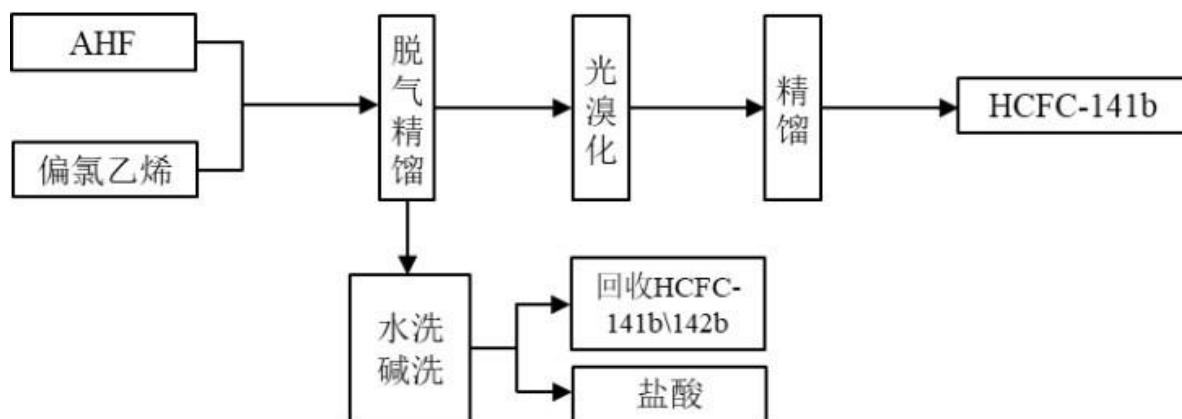 AHF
偏氯乙烯
脱
气
精
馏
光
溴
化
精
馏
HCFC-141b
水洗
碱洗
回收HCFC-
141b\142b
盐酸